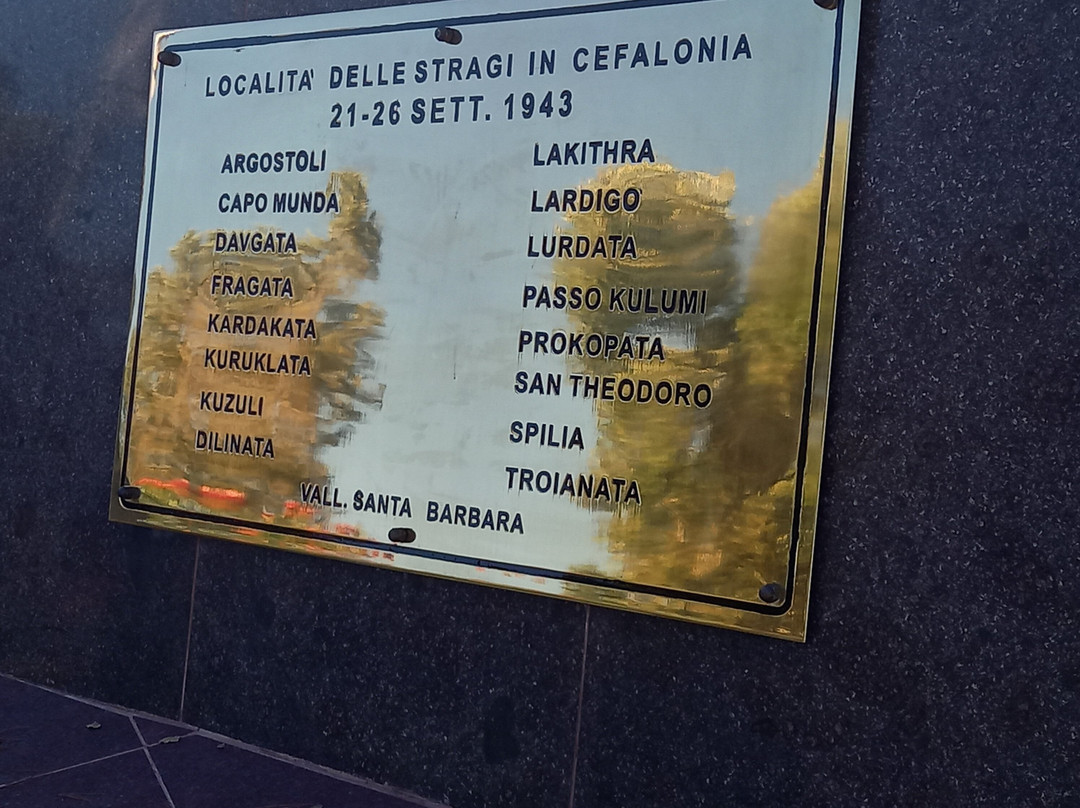 LOCALITA' DELLE STRAGI IN CEFALONIA
21-26 SETT. 1943
ARGOSTOLI
CAPO MUNDA
DAVGATA
FRAGATA
KARDAKATA
KURUKLATA
KUZULI
DILINATA
LAKITHRA
LARDIGO'
LURDATA
PASSO KULUMI
PROKOPATA
SAN THEODORO
SPILIA
TROIANATA
VALL. SANTA BARBARA